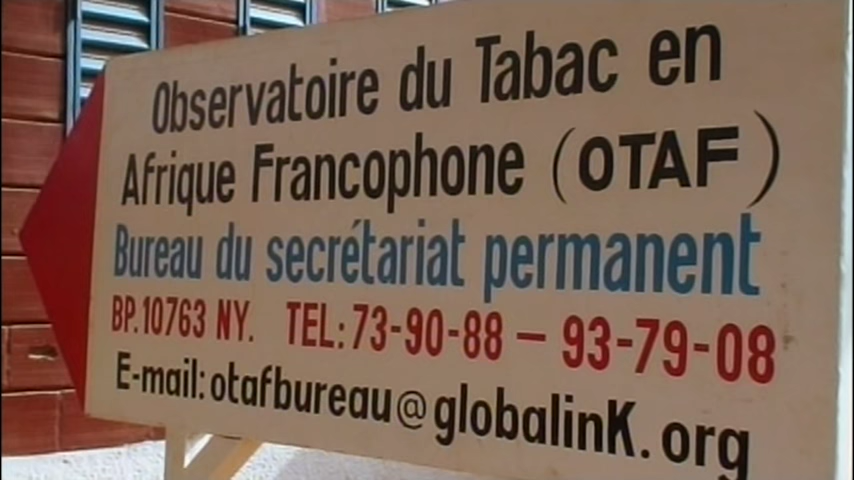 Observatoire du Tabac en
Afrique Francophone (OTAF)
Bureau du secrétariat permanent
BP.10763 NY. TEL: 73-90-88 - 93-79-08
E-mail: otafbureau@globalinK.org